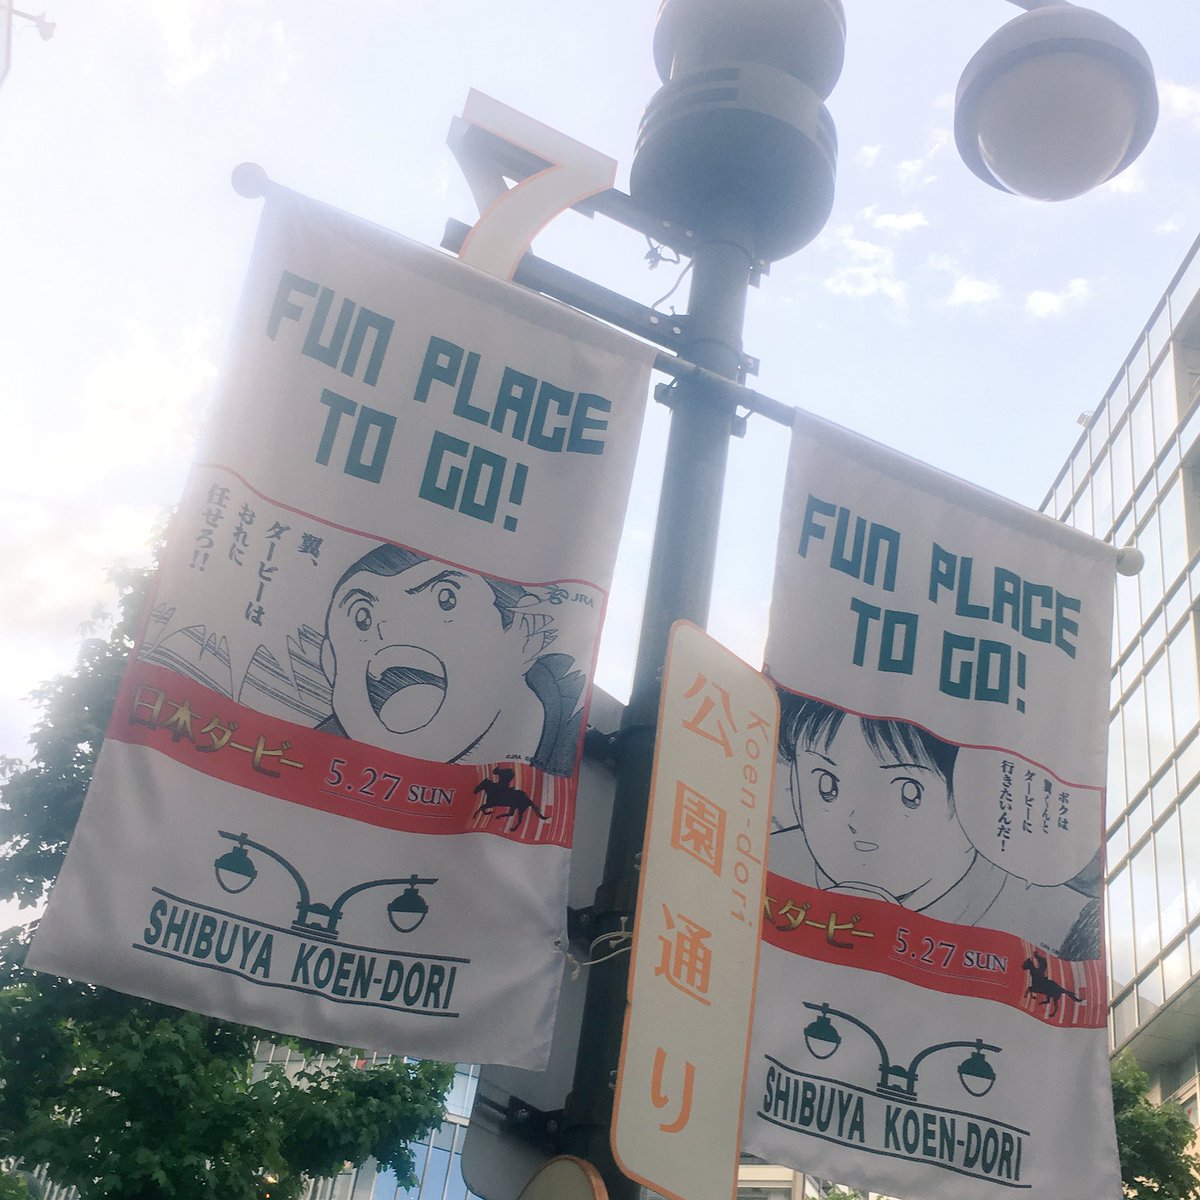 7
FUN PLACE
TO GO!
翼、
ダービーは
おれに
任せろ!!
JRA
日本ダービー 5.27 SUN
SHIBUYA KOEN-DORI
公園通り
Koen-dori
FUN PLACE
TO GO!
ボクは
翼くんと
ダービーに
行きたいんだ!
本ダービー 5.27 SUN
SHIBUYA KOEN-DORI